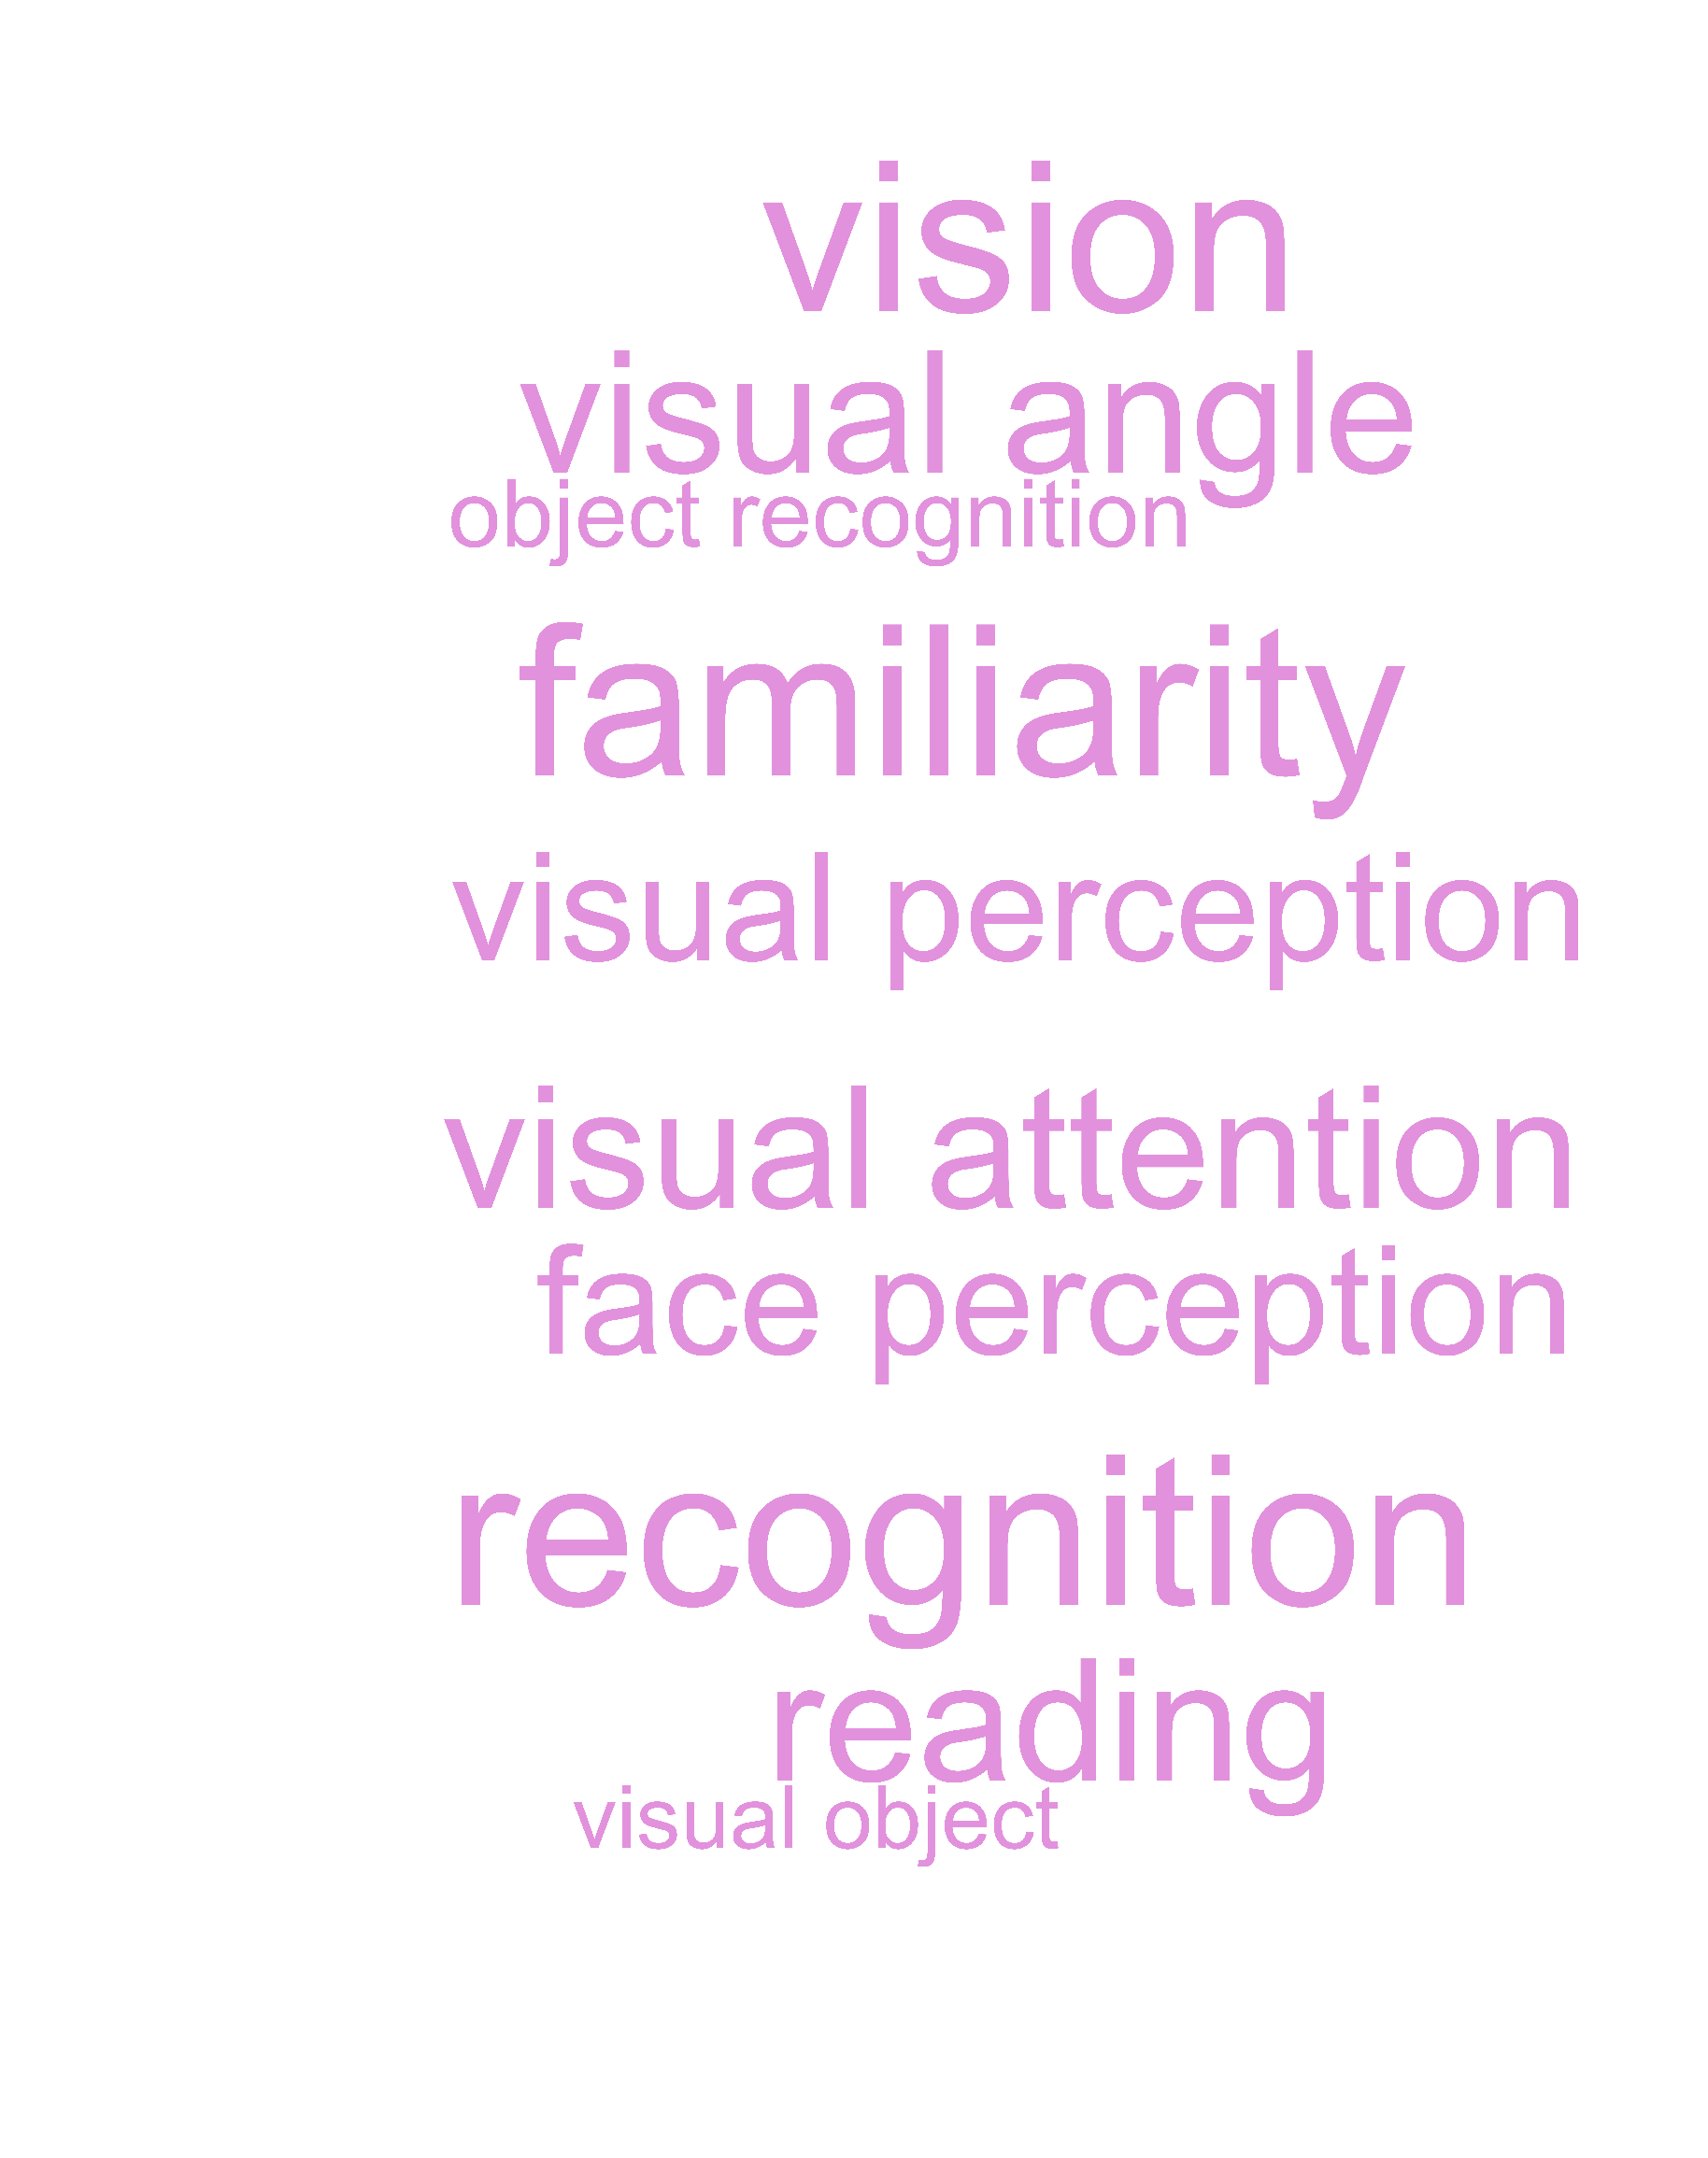 vision
visual angle
object recognition
familiarity
visual perception
visual attention
face perception
recognition
reading
visual object